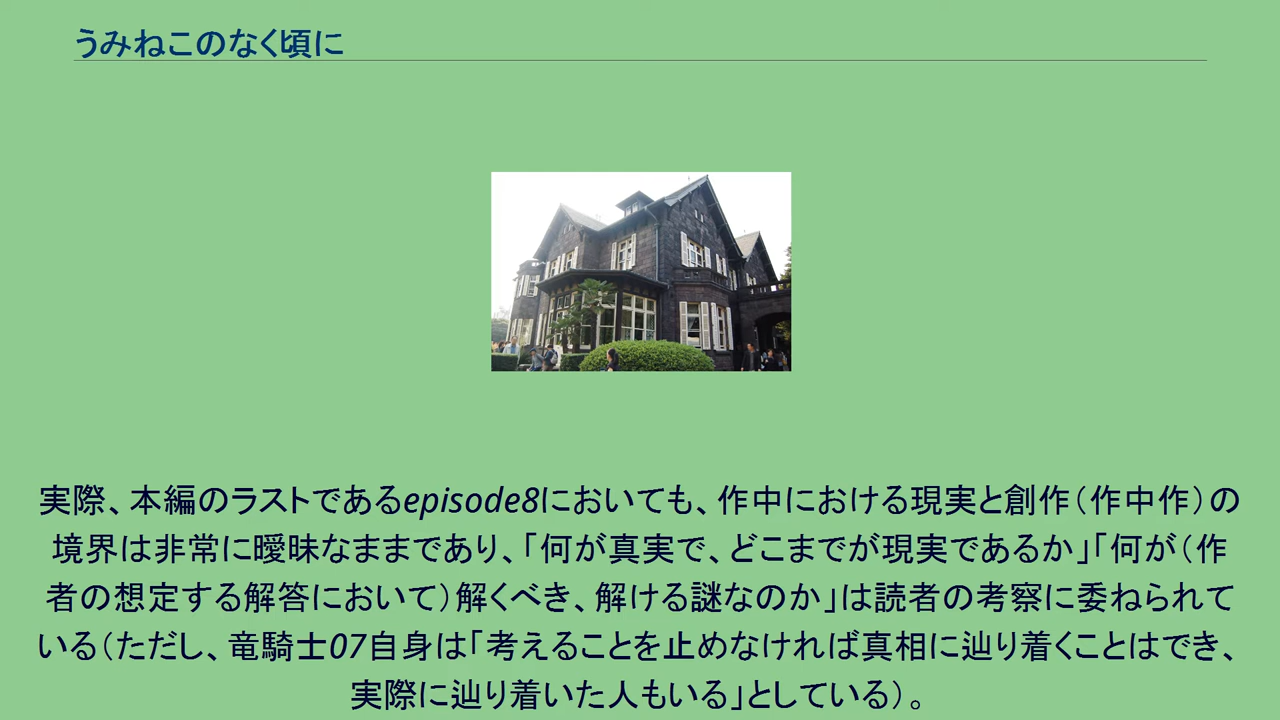 うみねこのなく頃に
実際、本編のラストであるepisode8においても、作中における現実と創作（作中作）の
境界は非常に曖昧なままであり、「何が真実で、どこまでが現実であるか」「何が（作
者の想定する解答において）解くべき、解ける謎なのか」は読者の考察に委ねられて
いる（ただし、竜騎士07自身は「考えることを止めなければ真相に辿り着くことはでき、
実際に辿り着いた人もいる」としている）。